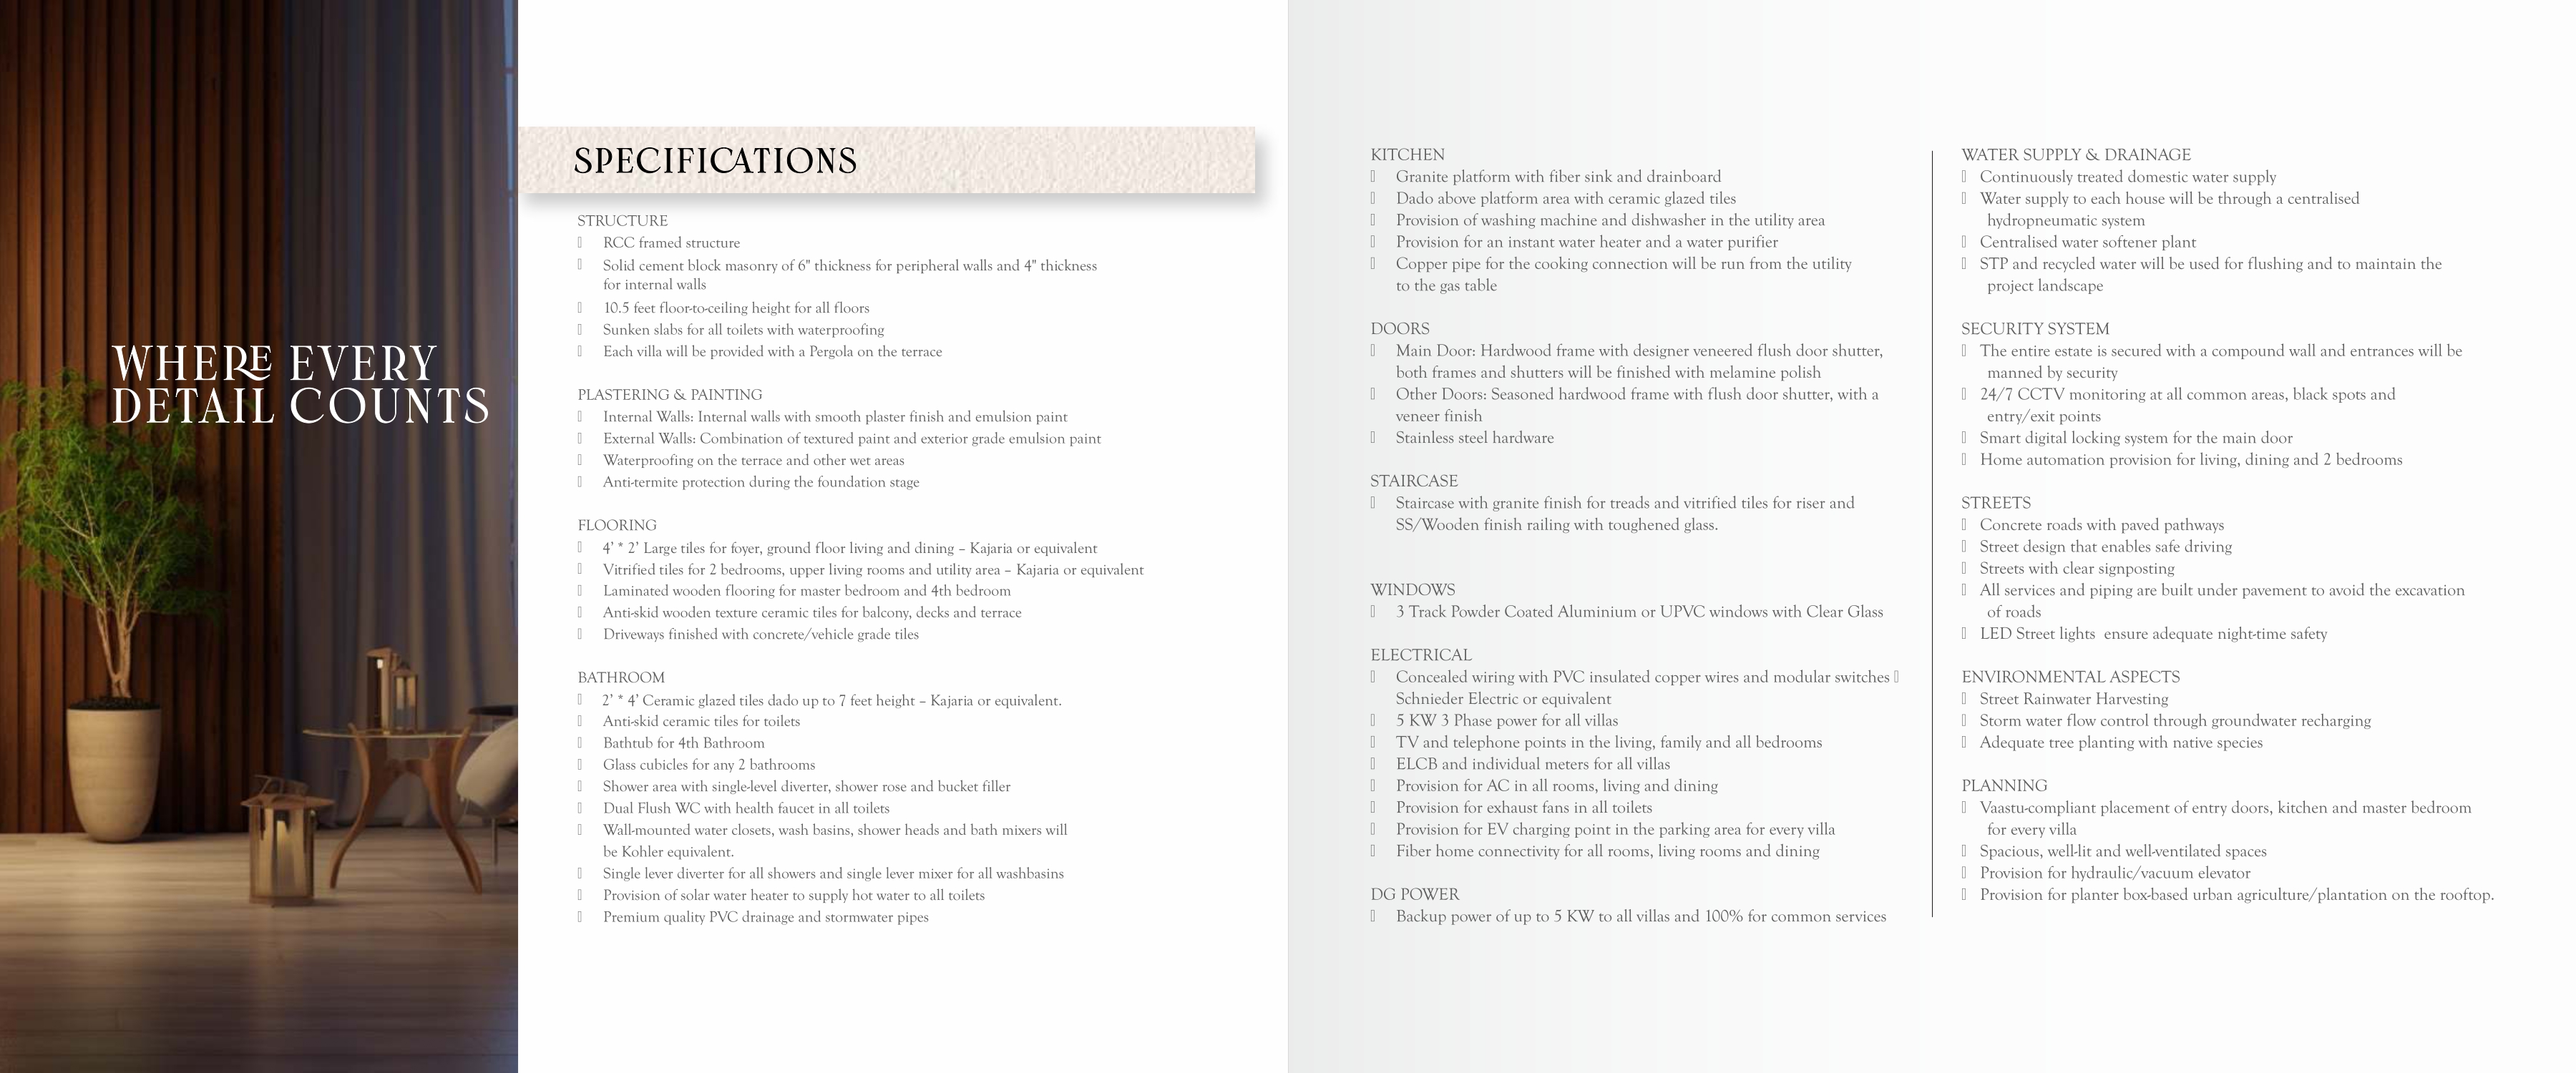 WHERE EVERY
DETAIL COUNTS
SPECIFICATIONS
STRUCTURE
RCC framed structure
Solid cement block masonry of 6" thickness for peripheral walls and 4" thickness
for internal walls
10.5 feet floor-to-ceiling height for all floors
Sunken slabs for all toilets with waterproofing
Each villa will be provided with a Pergola on the terrace
PLASTERING & PAINTING
Internal Walls: Internal walls with smooth plaster finish and emulsion paint
External Walls: Combination of textured paint and exterior grade emulsion paint
Waterproofing on the terrace and other wet areas
Anti-termite protection during the foundation stage
FLOORING
4' * 2' Large tiles for foyer, ground floor living and dining – Kajaria or equivalent
Vitrified tiles for 2 bedrooms, upper living rooms and utility area – Kajaria or equivalent
Laminated wooden flooring for master bedroom and 4th bedroom
Anti-skid wooden texture ceramic tiles for balcony, decks and terrace
Driveways finished with concrete/vehicle grade tiles
BATHROOM
2' * 4' Ceramic glazed tiles dado up to 7 feet height – Kajaria or equivalent.
Anti-skid ceramic tiles for toilets
Bathtub for 4th Bathroom
Glass cubicles for any 2 bathrooms
Shower area with single-level diverter, shower rose and bucket filler
Dual Flush WC with health faucet in all toilets
Wall-mounted water closets, wash basins, shower heads and bath mixers will
be Kohler equivalent.
Single lever diverter for all showers and single lever mixer for all washbasins
Provision of solar water heater to supply hot water to all toilets
Premium quality PVC drainage and stormwater pipes
KITCHEN
Granite platform with fiber sink and drainboard
Dado above platform area with ceramic glazed tiles
Provision of washing machine and dishwasher in the utility area
Provision for an instant water heater and a water purifier
Copper pipe for the cooking connection will be run from the utility
to the gas table
DOORS
Main Door: Hardwood frame with designer veneered flush door shutter,
both frames and shutters will be finished with melamine polish
Other Doors: Seasoned hardwood frame with flush door shutter, with a
veneer finish
Stainless steel hardware
STAIRCASE
Staircase with granite finish for treads and vitrified tiles for riser and
SS/Wooden finish railing with toughened glass.
WINDOWS
3 Track Powder Coated Aluminium or UPVC windows with Clear Glass
ELECTRICAL
Concealed wiring with PVC insulated copper wires and modular switches
Schnieder Electric or equivalent
5 KW 3 Phase power for all villas
TV and telephone points in the living, family and all bedrooms
ELCB and individual meters for all villas
Provision for AC in all rooms, living and dining
Provision for exhaust fans in all toilets
Provision for EV charging point in the parking area for every villa
Fiber home connectivity for all rooms, living rooms and dining
DG POWER
Backup power of up to 5 KW to all villas and 100% for common services
WATER SUPPLY & DRAINAGE
Continuously treated domestic water supply
Water supply to each house will be through a centralised
hydropneumatic system
Centralised water softener plant
STP and recycled water will be used for flushing and to maintain the
project landscape
SECURITY SYSTEM
The entire estate is secured with a compound wall and entrances will be
manned by security
24/7 CCTV monitoring at all common areas, black spots and
entry/exit points
Smart digital locking system for the main door
Home automation provision for living, dining and 2 bedrooms
STREETS
Concrete roads with paved pathways
Street design that enables safe driving
Streets with clear signposting
All services and piping are built under pavement to avoid the excavation
of roads
LED Street lights ensure adequate night-time safety
ENVIRONMENTAL ASPECTS
Street Rainwater Harvesting
Storm water flow control through groundwater recharging
Adequate tree planting with native species
PLANNING
Vaastu-compliant placement of entry doors, kitchen and master bedroom
for every villa
Spacious, well-lit and well-ventilated spaces
Provision for hydraulic/vacuum elevator
Provision for planter box-based urban agriculture/plantation on the rooftop.